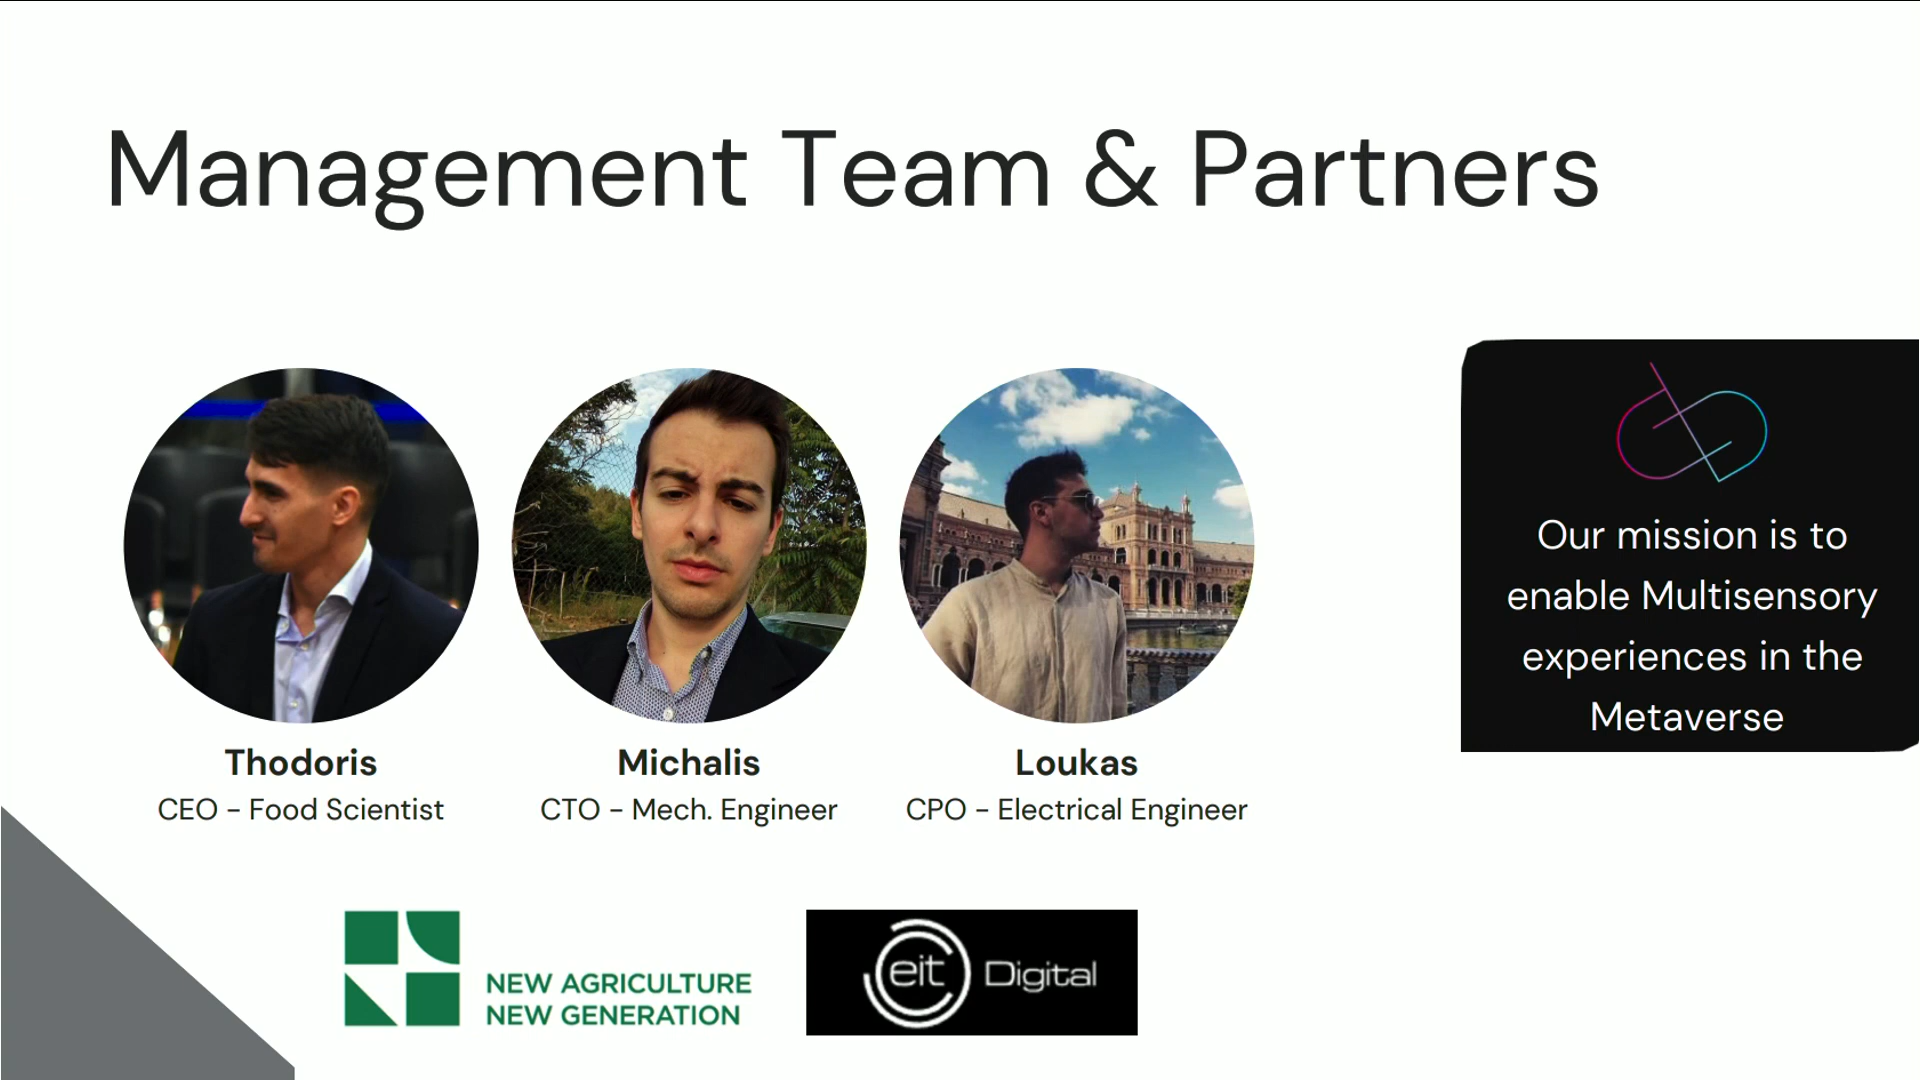 Management Team & Partners
Our mission is to
enable Multisensory
experiences in the
Metaverse
Thodoris
CEO - Food Scientist
Michalis
CTO - Mech. Engineer
Loukas
CPO - Electrical Engineer
NEW AGRICULTURE
NEW GENERATION
eit Digital